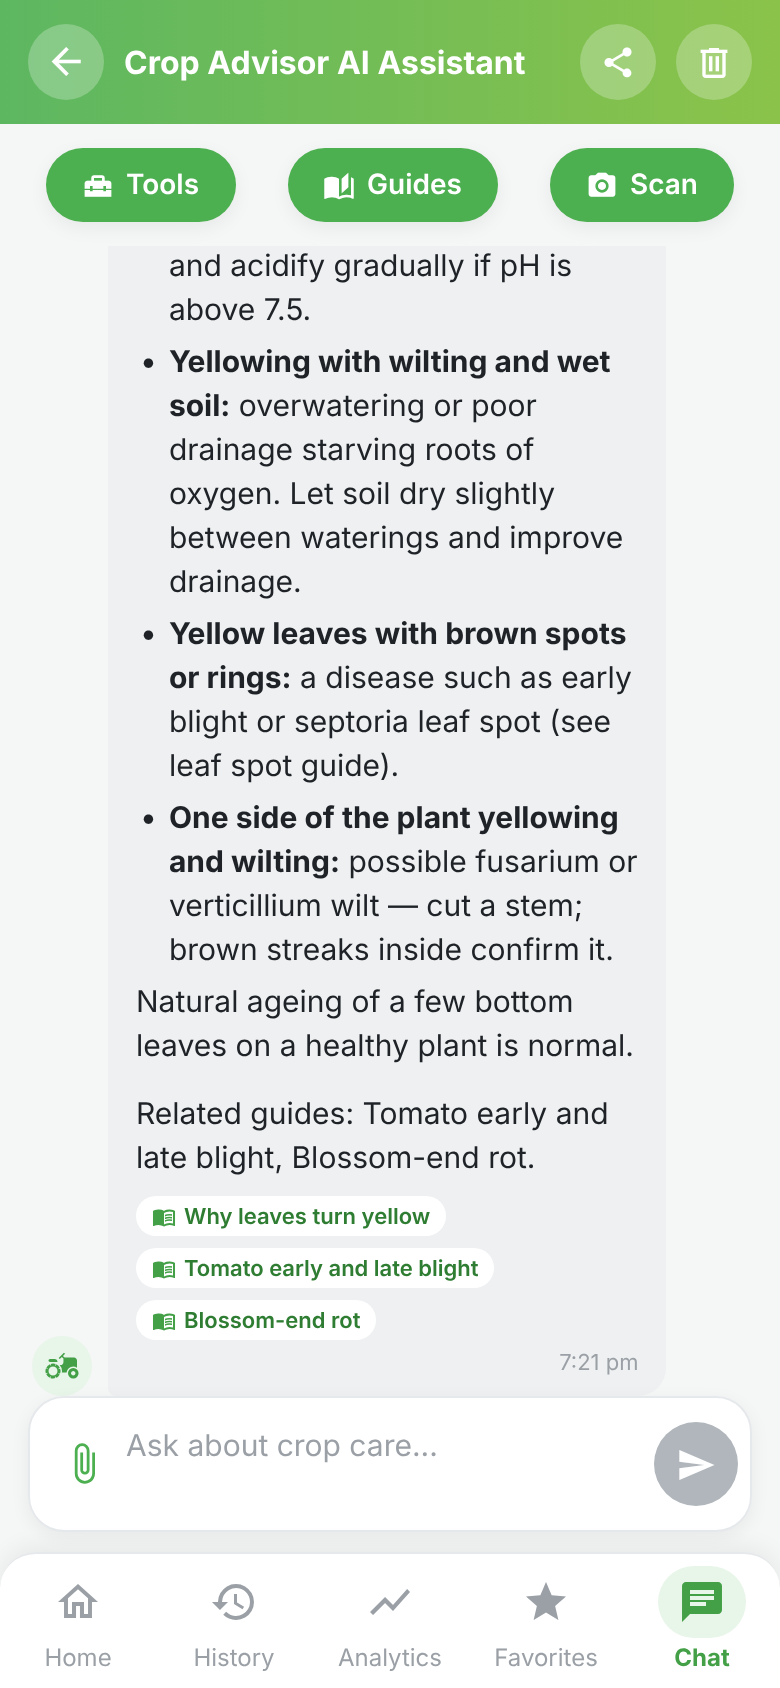 Crop Advisor AI Assistant
Tools
Guides
Scan
and acidify gradually if pH is
above 7.5.
• Yellowing with wilting and wet
soil: overwatering or poor
drainage starving roots of
oxygen. Let soil dry slightly
between waterings and improve
drainage.
• Yellow leaves with brown spots
or rings: a disease such as early
blight or septoria leaf spot (see
leaf spot guide).
• One side of the plant yellowing
and wilting: possible fusarium or
verticillium wilt — cut a stem;
brown streaks inside confirm it.
Natural ageing of a few bottom
leaves on a healthy plant is normal.
Related guides: Tomato early and
late blight, Blossom-end rot.
Why leaves turn yellow
Tomato early and late blight
Blossom-end rot
7:21 pm
Ask about crop care...
Home
History
Analytics
Favorites
Chat